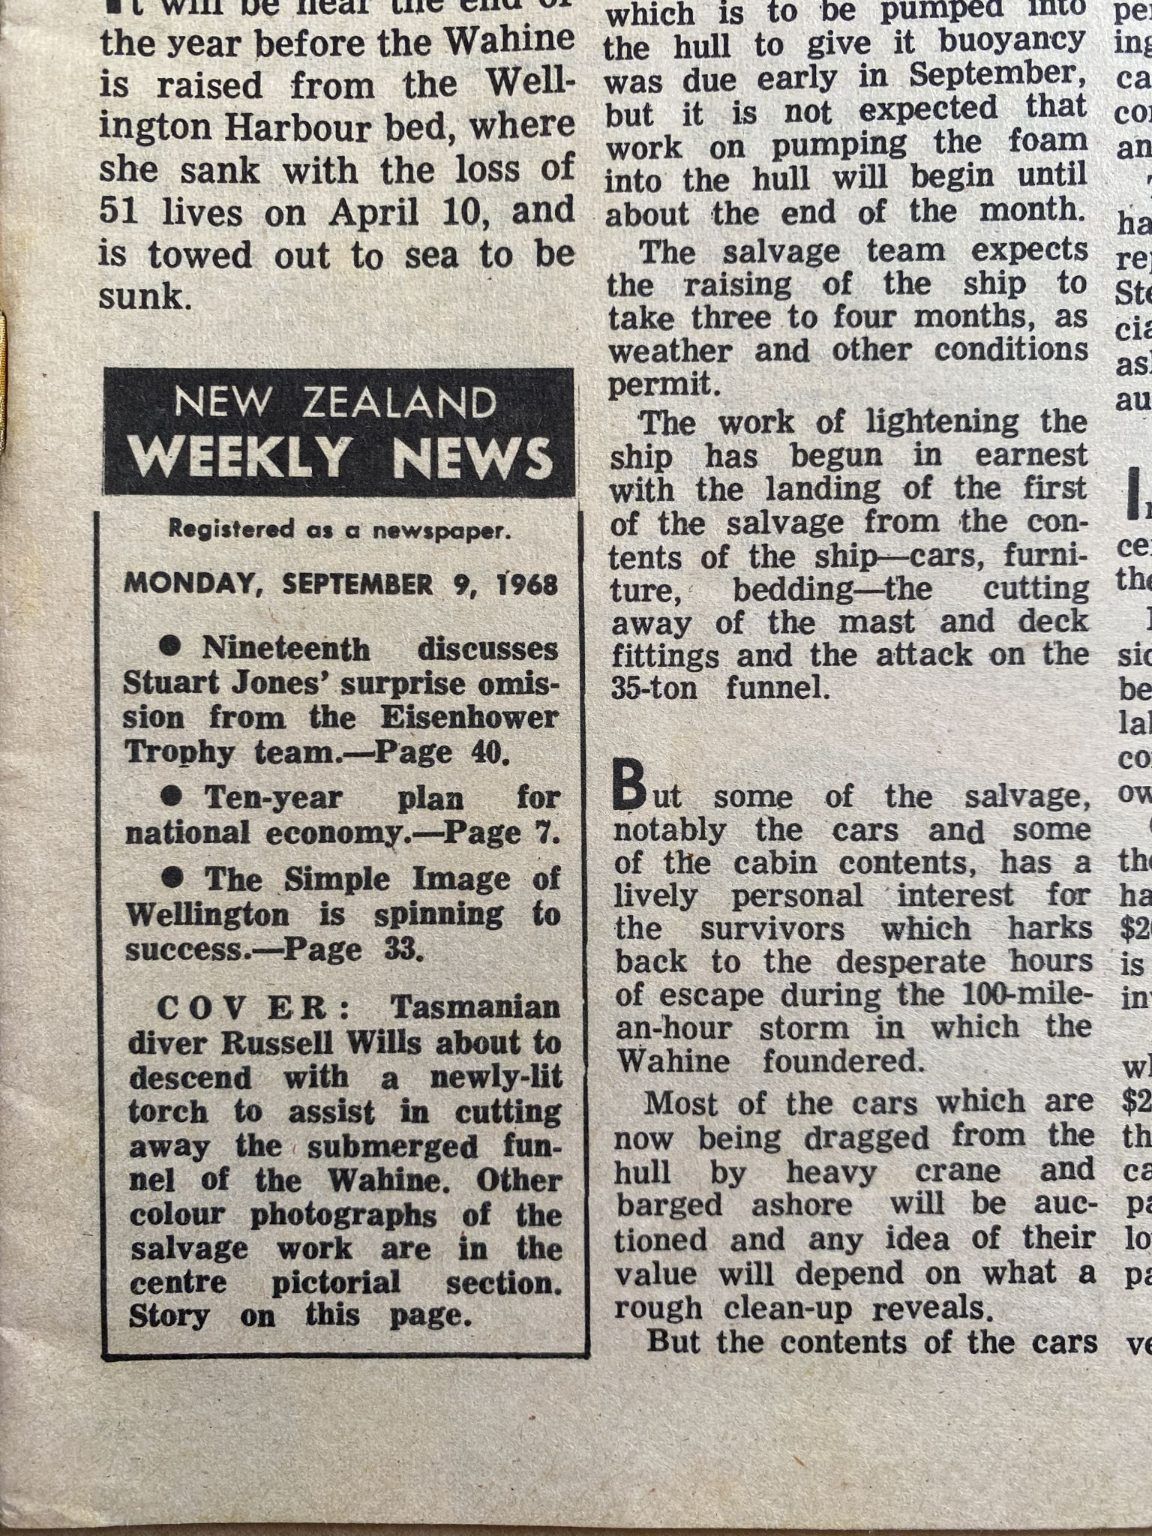 It will be near the end of
the year before the Wahine
is raised from the Well-
ington Harbour bed, where
she sank with the loss of
51 lives on April 10, and
is towed out to sea to be
sunk.
NEW ZEALAND
WEEKLY NEWS
Registered as a newspaper.
MONDAY, SEPTEMBER 9, 1968
● Nineteenth discusses
Stuart Jones' surprise omis-
sion from the Eisenhower
Trophy team.—Page 40.
● Ten-year plan for
national economy.—Page 7.
● The Simple Image of
Wellington is spinning to
success.—Page 33.
COVER: Tasmanian
diver Russell Wills about to
descend with a newly-lit
torch to assist in cutting
away the submerged fun-
nel of the Wahine. Other
colour photographs of the
salvage work are in the
centre pictorial section.
Story on this page.
which is to be pumped into
the hull to give it buoyancy
was due early in September,
but it is not expected that
work on pumping the foam
into the hull will begin until
about the end of the month.
The salvage team expects
the raising of the ship to
take three to four months, as
weather and other conditions
permit.
The work of lightening the
ship has begun in earnest
with the landing of the first
of the salvage from the con-
tents of the ship—cars, furni-
ture, bedding—the cutting
away of the mast and deck
fittings and the attack on the
35-ton funnel.
But some of the salvage,
notably the cars and some
of the cabin contents, has a
lively personal interest for
the survivors which harks
back to the desperate hours
of escape during the 100-mile-
an-hour storm in which the
Wahine foundered.
Most of the cars which are
now being dragged from the
hull by heavy crane and
barged ashore will be auc-
tioned and any idea of their
value will depend on what a
rough clean-up reveals.
But the contents of the cars